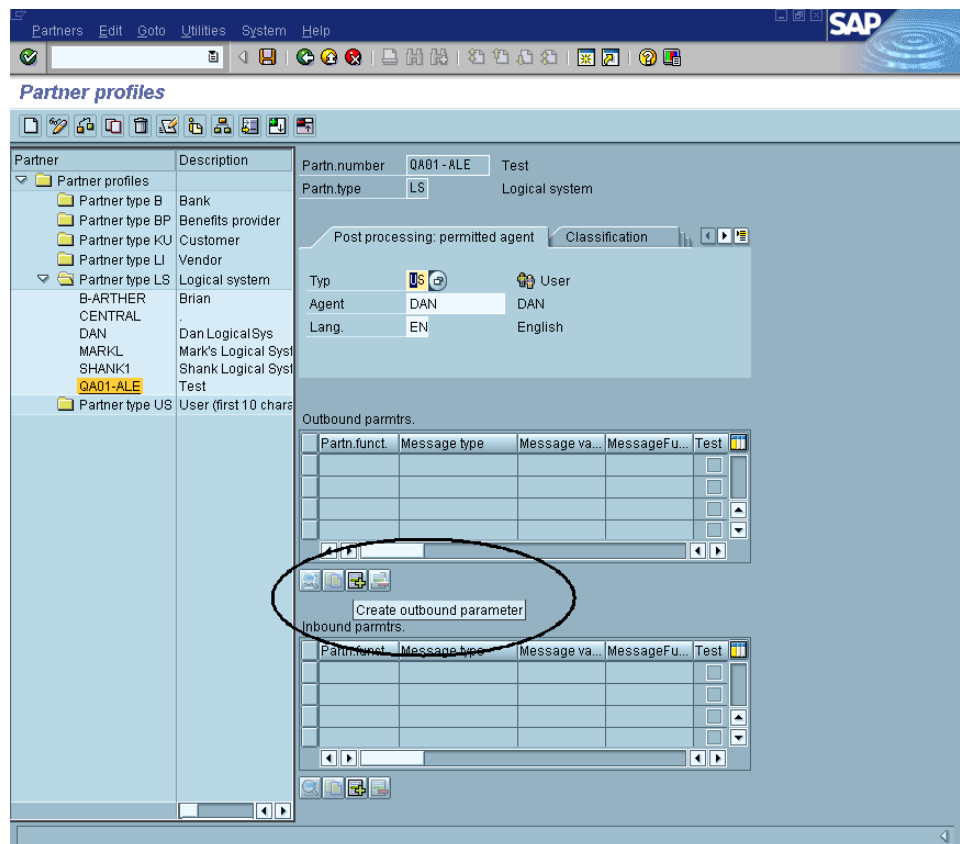 Partners Edit Goto Utilities System Help
SAP
Partner profiles
Partner Description
Partner profiles
Partner type B Bank
Partner type BP Benefits provider
Partner type KU Customer
Partner type LI Vendor
Partner type LS Logical system
B-ARTHER Brian
CENTRAL .
DAN Dan LogicalSys
MARKL Mark's Logical Syst
SHANK1 Shank Logical Syst
QA01-ALE Test
Partner type US User (first 10 chara
Partn.number QA01-ALE Test
Partn.type LS Logical system
Post processing: permitted agent Classification
Typ US User
Agent DAN DAN
Lang. EN English
Outbound parmtrs.
Partn.funct. Message type Message va... MessageFu... Test
Create outbound parameter
Inbound parmtrs.
Partn.funct. Message type Message va... MessageFu... Test